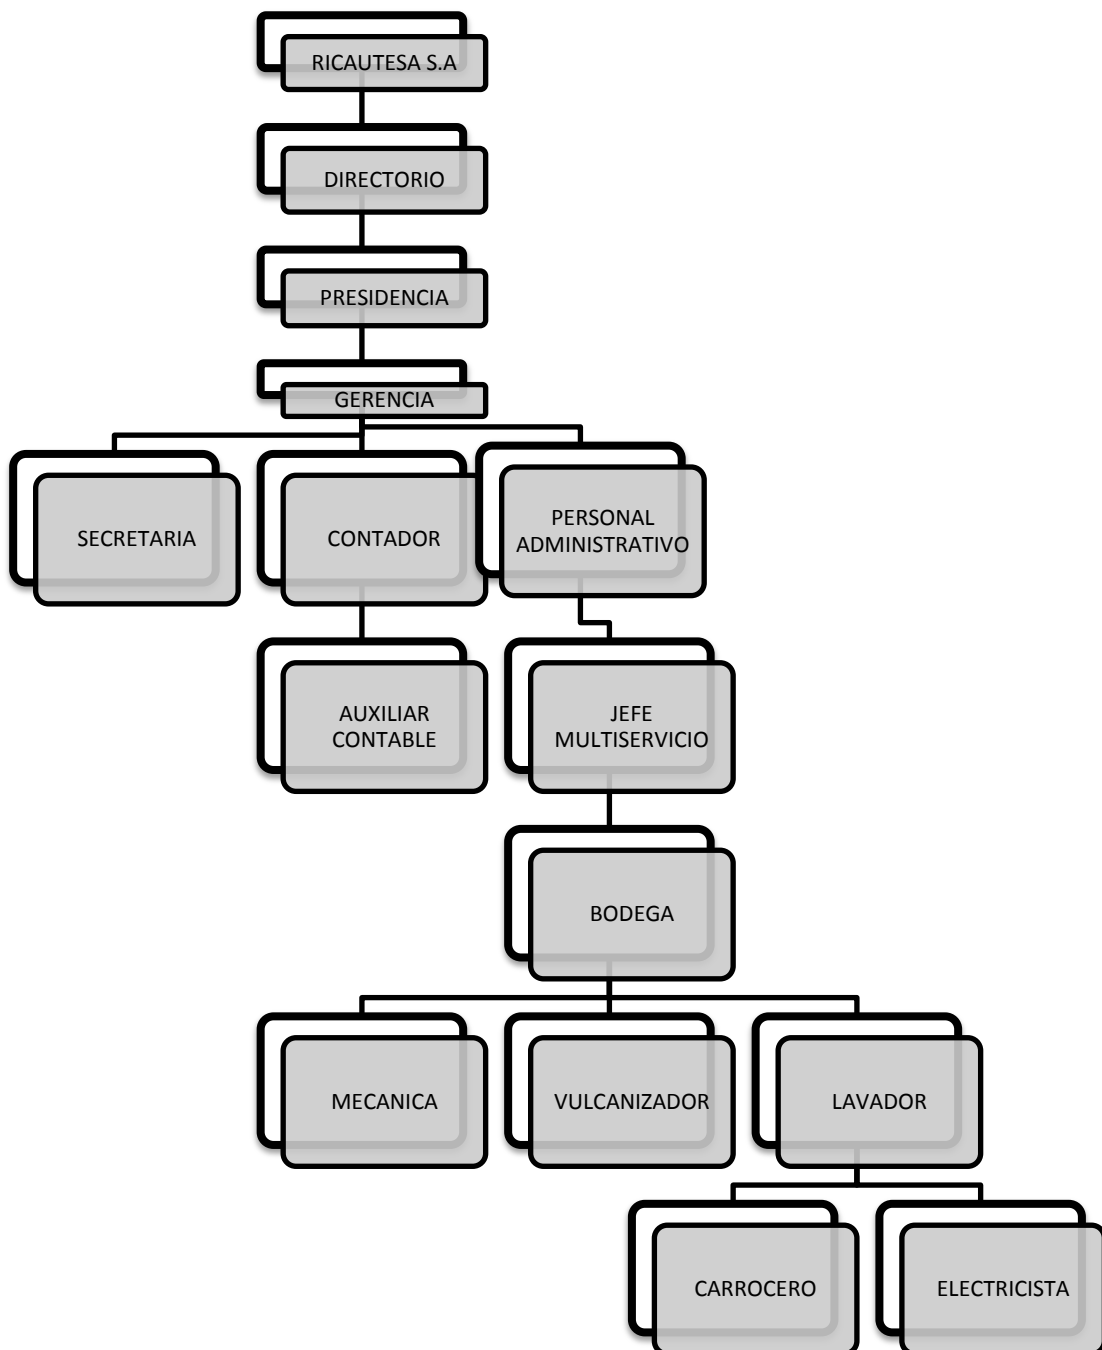 RICAUTESA S.A
DIRECTORIO
PRESIDENCIA
GERENCIA
SECRETARIA
CONTADOR
PERSONAL
ADMINISTRATIVO
AUXILIAR
CONTABLE
JEFE
MULTISERVICIO
BODEGA
MECANICA
VULCANIZADOR
LAVADOR
CARROCERO
ELECTRICISTA